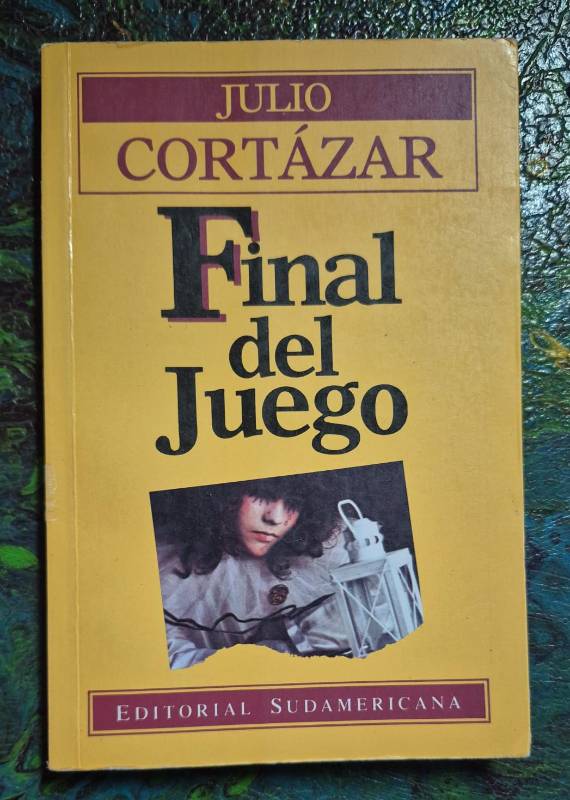 JULIO
CORTÁZAR
Final
del
Juego
EDITORIAL SUDAMERICANA